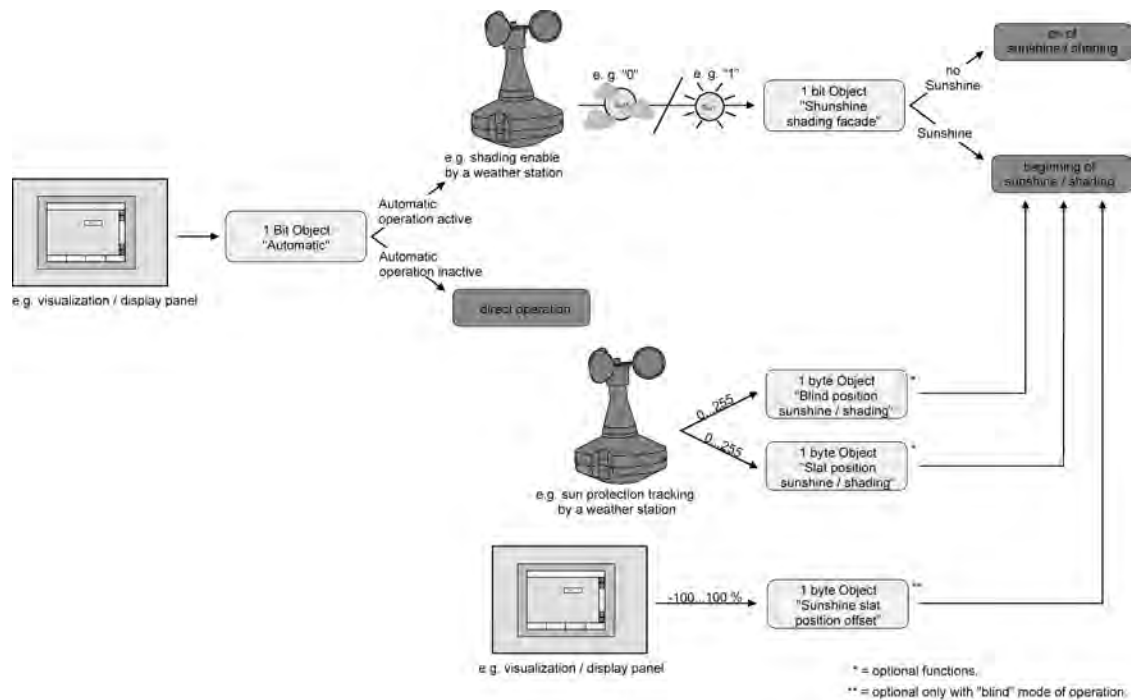 sunshine / shading
no
Sunshine
e. g. "0"
e. g. "1"
1 bit Object
"Shunshine
shading facade"
Sunshine
e.g. shading enable
by a weather station
beginning of
sunshine / shading
Automatic
operation active
1 Bit Object
"Automatic"
Automatic
operation inactive
e.g. visualization / display panel
direct operation
0...255
1 byte Object
"Blind position
sunshine / shading"
*
0...255
1 byte Object
"Slat position
sunshine / shading"
*
e.g. sun protection tracking
by a weather station
-100...100 %
1 byte Object
"Sunshine slat
position offset"
**
e.g. visualization / display panel
* = optional functions.
** = optional only with "blind" mode of operation